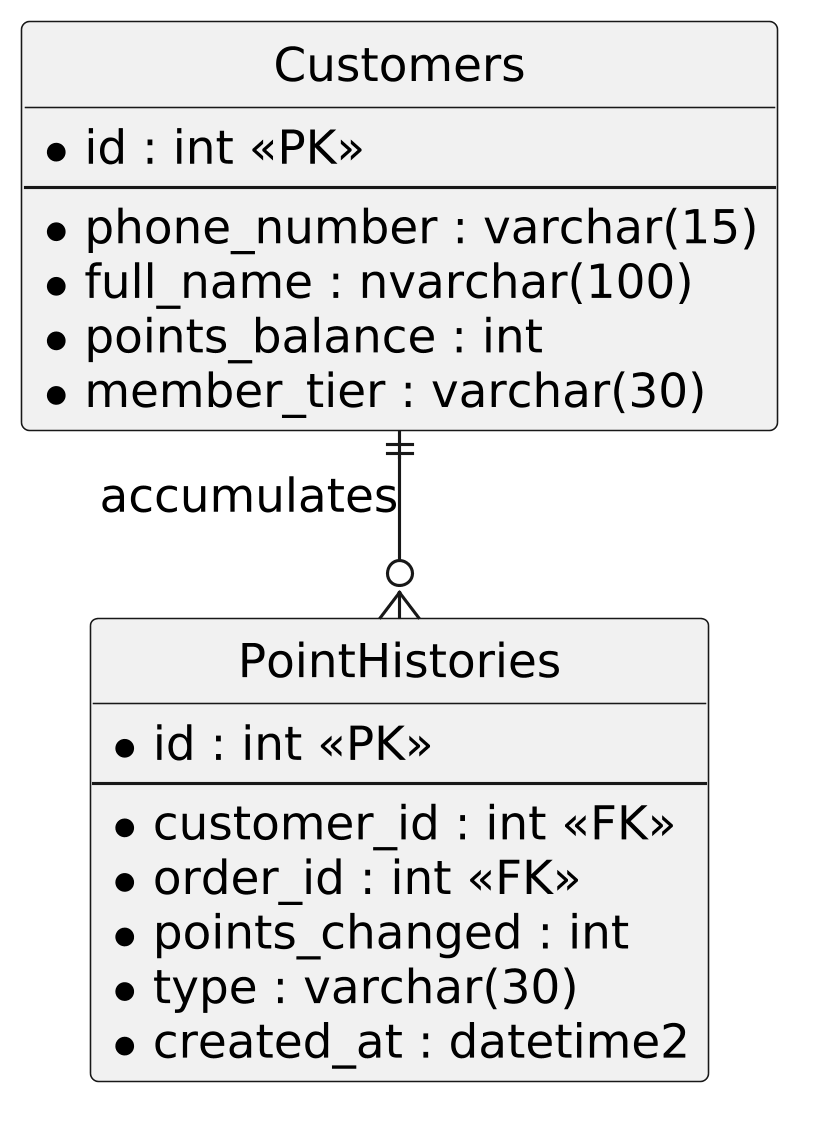 Customers
id : int «PK»
phone_number : varchar(15)
full_name : nvarchar(100)
points_balance : int
member_tier : varchar(30)
accumulates
PointHistories
id : int «PK»
customer_id : int «FK»
order_id : int «FK»
points_changed : int
type : varchar(30)
created_at : datetime2